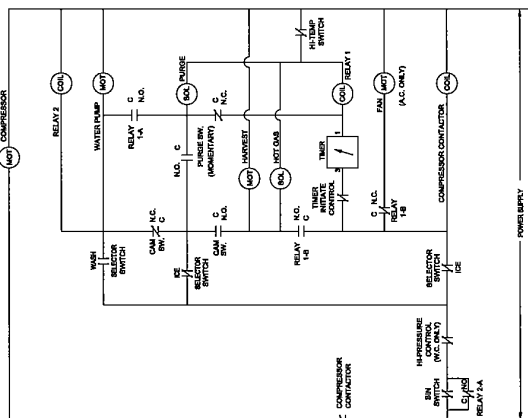 COMPRESSOR
MOT
RELAY 2
COIL
WATER PUMP
MOT
C
N.O.
RELAY
1-A
PURGE
SOL
N.O.
C
PURGE SW.
(MOMENTARY)
C
N.C.
HARVEST
MOT
HOT GAS
SOL
HI-TEMP
SWITCH
RELAY 1
COIL
TIMER
1
3
TIMER
INITIATE
CONTROL
FAN
MOT
(A.C. ONLY)
C
N.C.
RELAY
1-B
COMPRESSOR CONTACTOR
COIL
WASH
SELECTOR
SWITCH
N.C.
C
CAM
SW.
ICE
SELECTOR
SWITCH
C
N.O.
CAM
SW.
N.O.
C
RELAY
1-B
SELECTOR
SWITCH
ICE
HI-PRESSURE
CONTROL
(W.C. ONLY)
BIN
SWITCH
C
N.O.
RELAY 2-A
COMPRESSOR
CONTACTOR
POWER SUPPLY